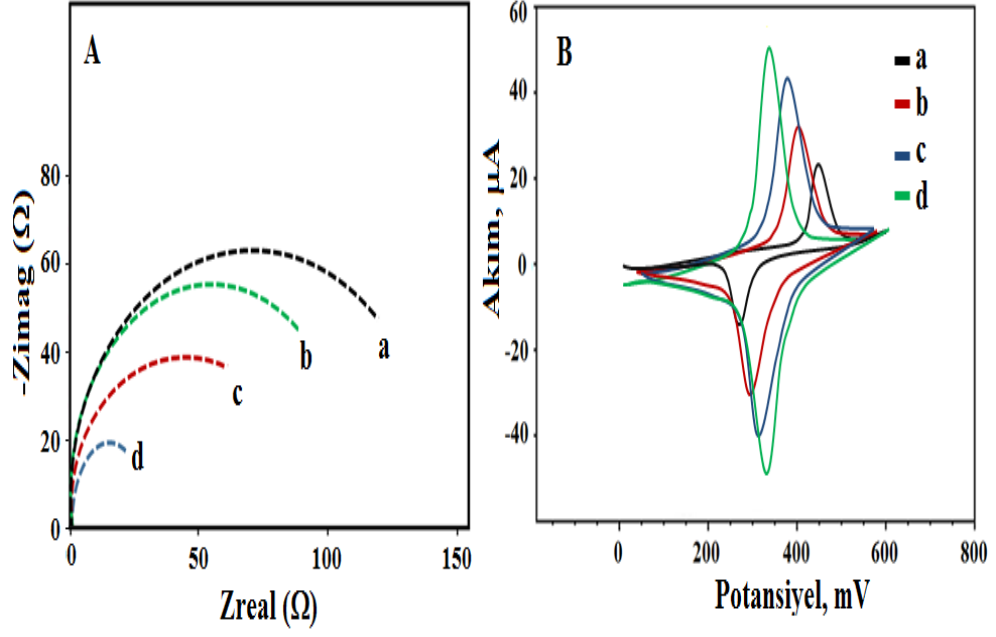 A
-Zimag (Ω)
80
60
40
20
0
a
b
c
d
0
50
100
150
Zreal (Ω)
B
Akım, µA
60
40
20
0
-20
-40
a
b
c
d
0
200
400
600
800
Potansiyel, mV